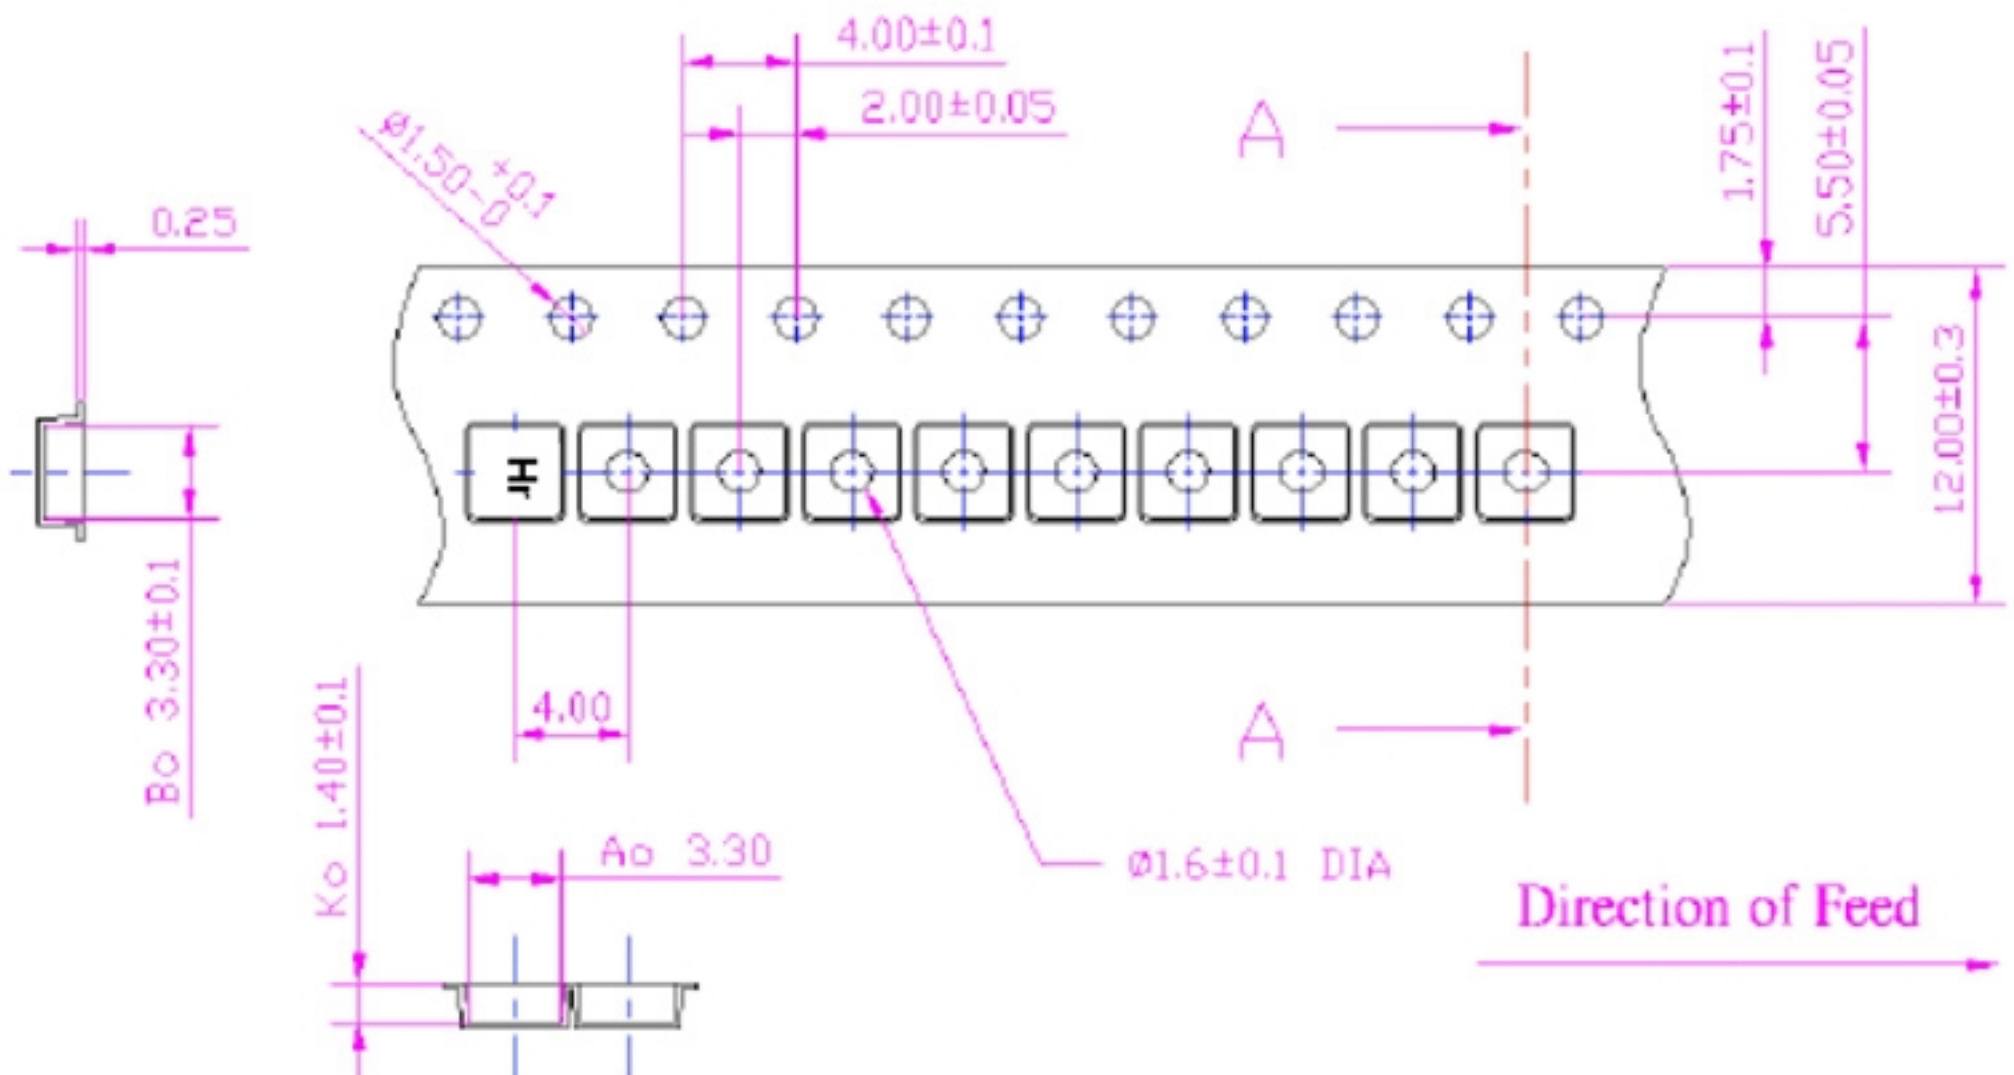 4.00±0.1
2.00±0.05
Ø1.50 +0.1
-0
A
1.75±0.1
5.50±0.05
0.25
12.00±0.3
Hr
Bo 3.30±0.1
4.00
A
Ko 1.40±0.1
Ao 3.30
Ø1.6±0.1 DIA
Direction of Feed